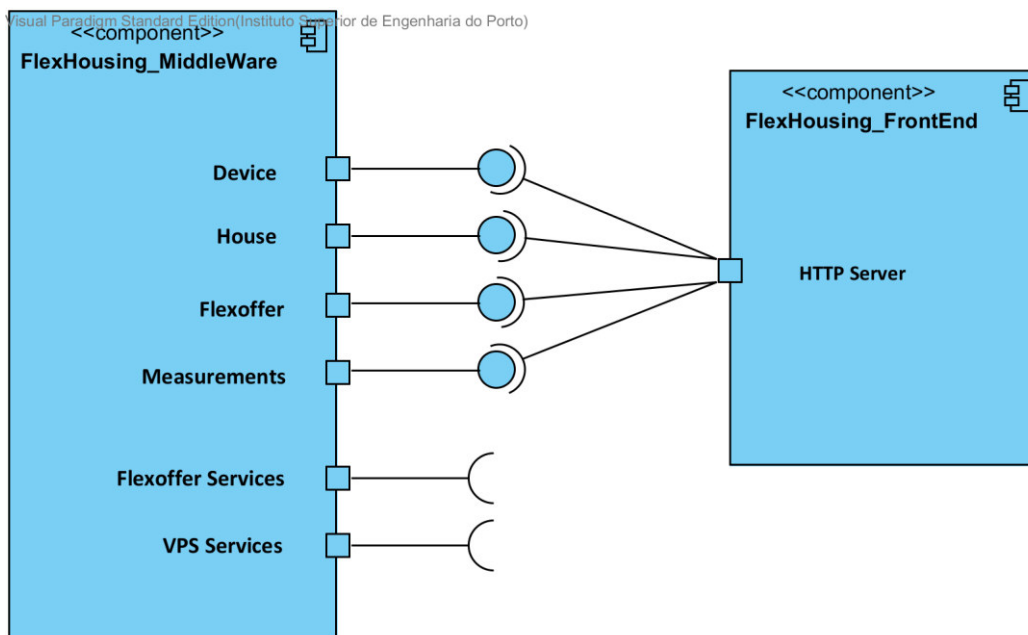 Visual Paradigm Standard Edition(Instituto Superior de Engenharia do Porto)
<<component>>
FlexHousing_MiddleWare
<<component>>
FlexHousing_FrontEnd
Device
House
HTTP Server
Flexoffer
Measurements
Flexoffer Services
VPS Services